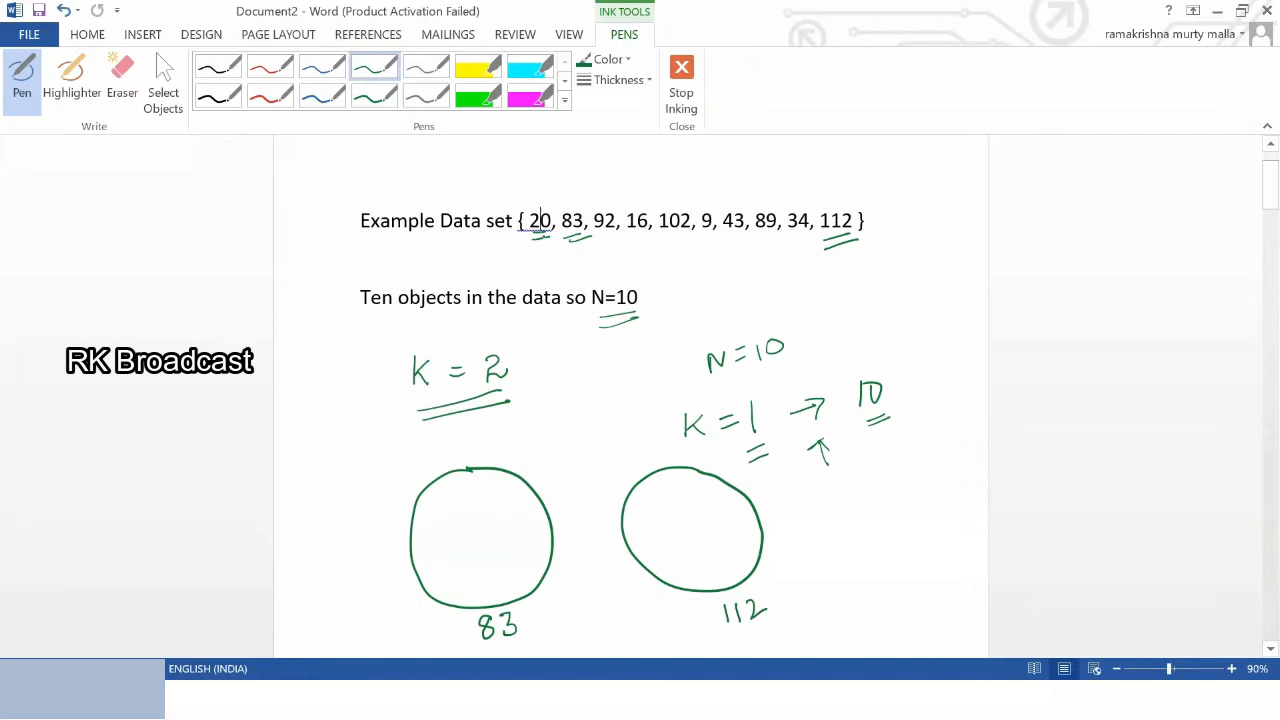 Document2 - Word (Product Activation Failed)
INK TOOLS
FILE HOME INSERT DESIGN PAGE LAYOUT REFERENCES MAILINGS REVIEW VIEW PENS
ramakrishna murty malla
Pen Highlighter Eraser Select Objects
Color
Thickness
Stop Inking
Write Pens Close
Example Data set { 20, 83, 92, 16, 102, 9, 43, 89, 34, 112 }
Ten objects in the data so N=10
RK Broadcast
K = 2
N=10
K = 1 → 10
83
112
ENGLISH (INDIA)
90%